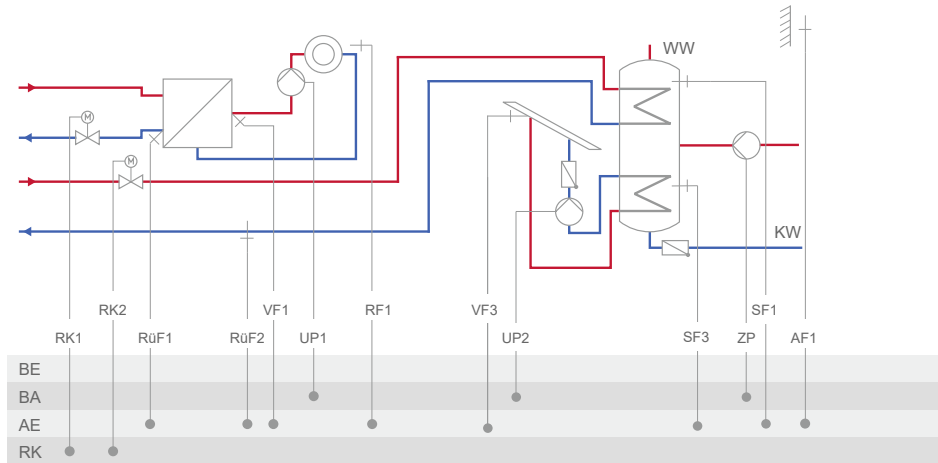 WW
M
M
KW
RK2 VF1 RF1 VF3 SF1
RK1 RüF1 RüF2 UP1 UP2 SF3 ZP AF1
BE
BA
AE
RK